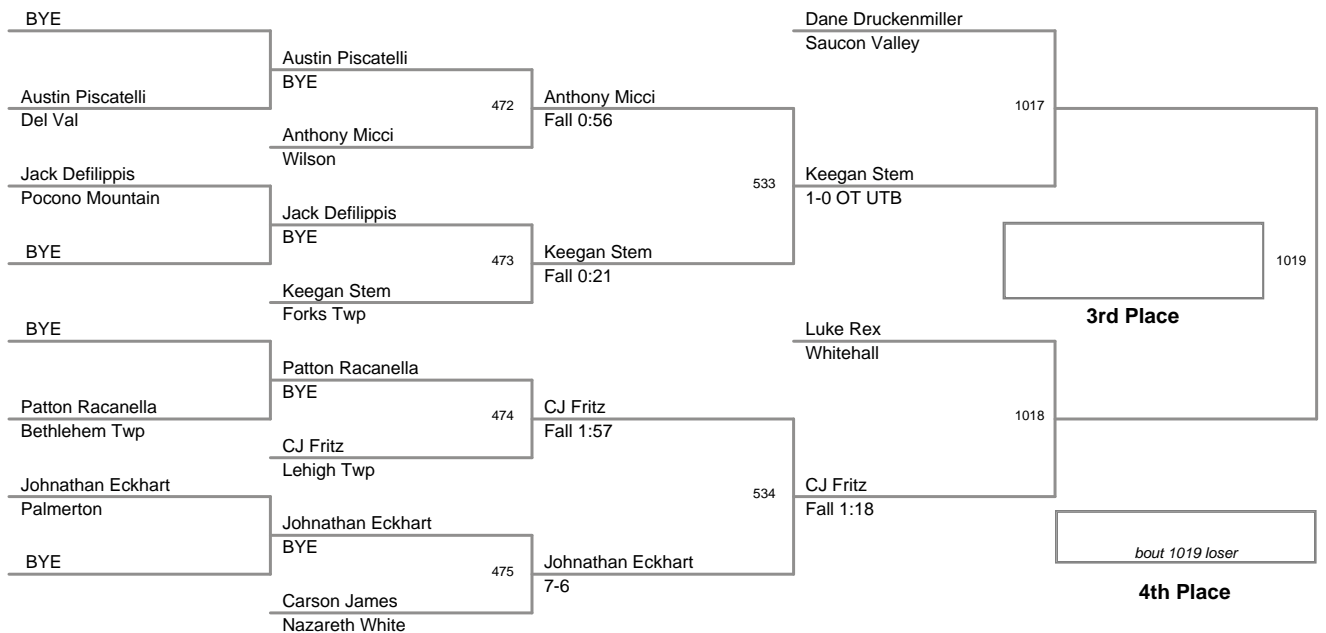 BYE
Austin Piscatelli
Del Val
Jack Defilippis
Pocono Mountain
BYE
BYE
Patton Racanella
Bethlehem Twp
Johnathan Eckhart
Palmerton
BYE
Austin Piscatelli
BYE
472
Anthony Micci
Wilson
Jack Defilippis
BYE
473
Keegan Stem
Forks Twp
Patton Racanella
BYE
474
CJ Fritz
Lehigh Twp
Johnathan Eckhart
BYE
475
Carson James
Nazareth White
Anthony Micci
Fall 0:56
533
Keegan Stem
Fall 0:21
CJ Fritz
Fall 1:57
534
Johnathan Eckhart
7-6
Dane Druckenmiller
Saucon Valley
1017
Keegan Stem
1-0 OT UTB
Luke Rex
Whitehall
1018
CJ Fritz
Fall 1:18
1019
3rd Place
bout 1019 loser
4th Place